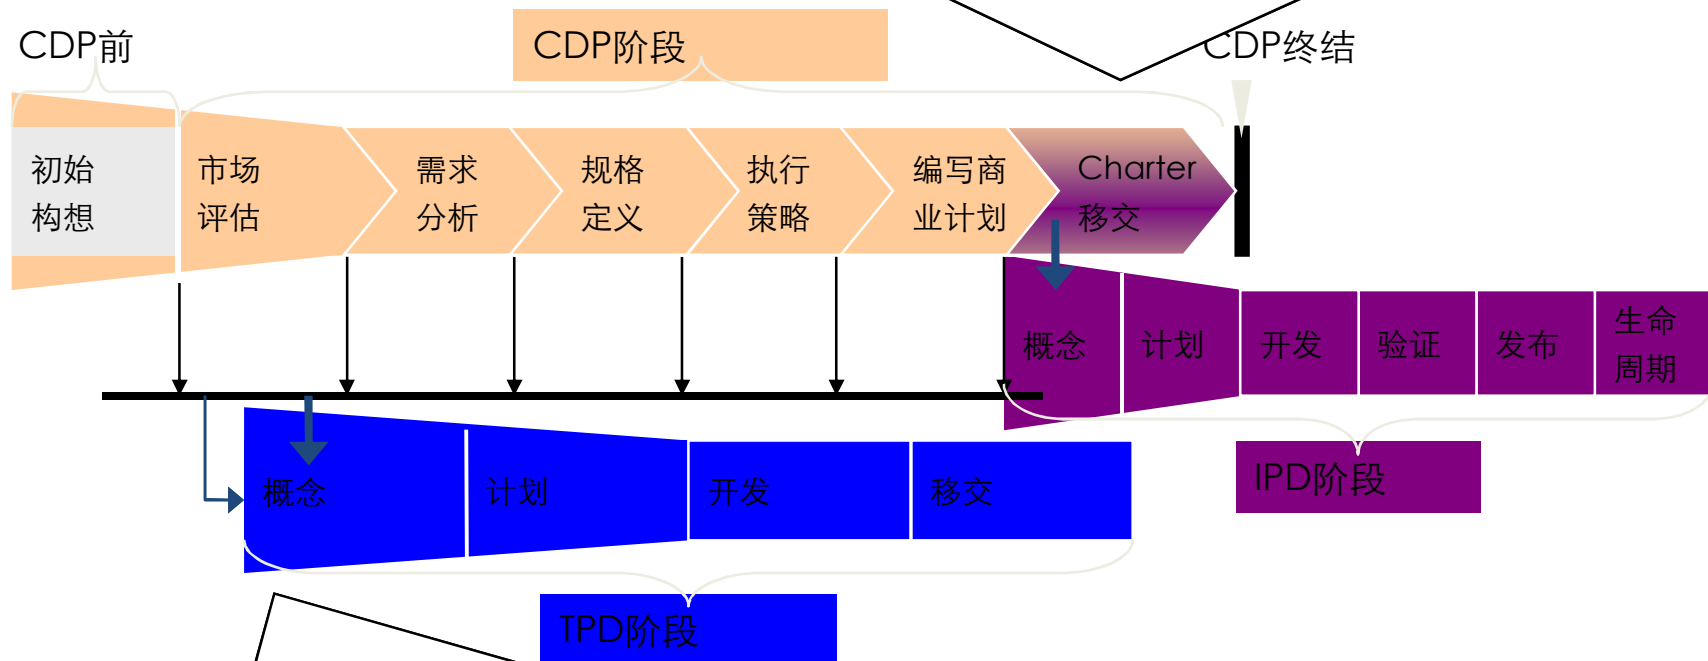 CDP前
CDP阶段
CDP终结
初始
构想
市场
评估
需求
分析
规格
定义
执行
策略
编写商
业计划
Charter
移交
概念
计划
开发
验证
发布
生命
周期
IPD阶段
概念
计划
开发
移交
TPD阶段